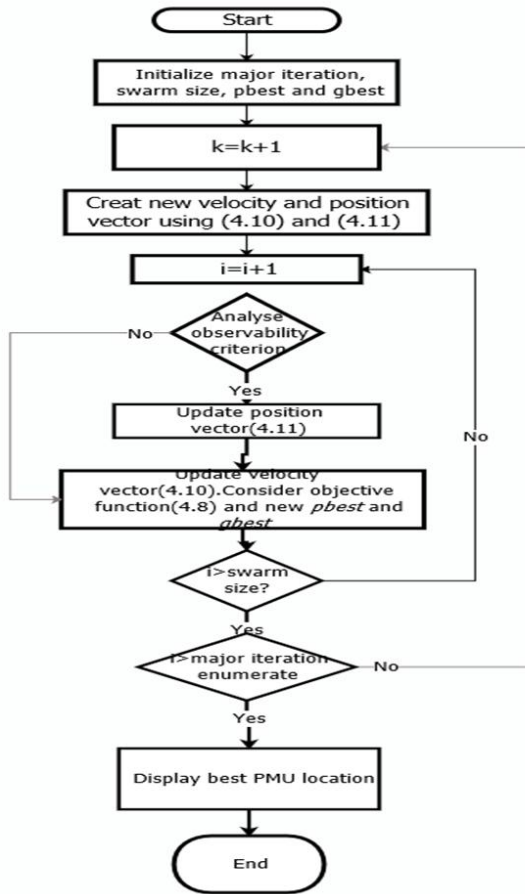 Start
Initialize major iteration,
swarm size, pbest and gbest
k=k+1
Creat new velocity and position
vector using (4.10) and (4.11)
i=i+1
Analyse
observability
criterion
No
Yes
Update position
vector(4.11)
No
Update velocity
vector(4.10).Consider objective
function(4.8) and new pbest and
gbest
i>swarm
size?
Yes
i>major iteration
enumerate
No
Yes
Display best PMU location
End